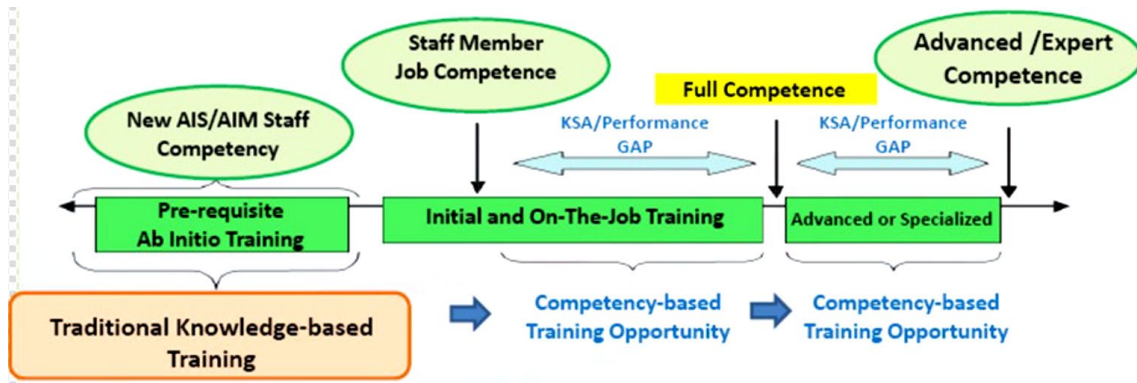 Staff Member
Job Competence
Advanced /Expert
Competence
Full Competence
New AIS/AIM Staff
Competency
KSA/Performance
GAP
KSA/Performance
GAP
Pre-requisite
Ab Initio Training
Initial and On-The-Job Training
Advanced or Specialized
Traditional Knowledge-based
Training
Competency-based
Training Opportunity
Competency-based
Training Opportunity